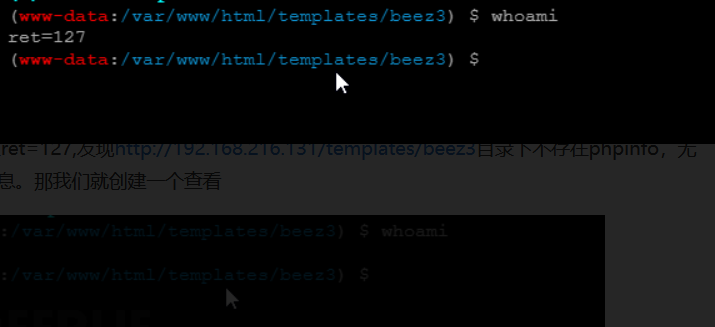 (www-data:/var/www/html/templates/beez3) $ whoami
ret=127
(www-data:/var/www/html/templates/beez3) $
ret=127,发现http://192.168.216.131/templates/beez3目录下不存在phpinfo，无
息。那我们就创建一个查看
:/var/www/html/templates/beez3) $ whoami
:/var/www/html/templates/beez3) $